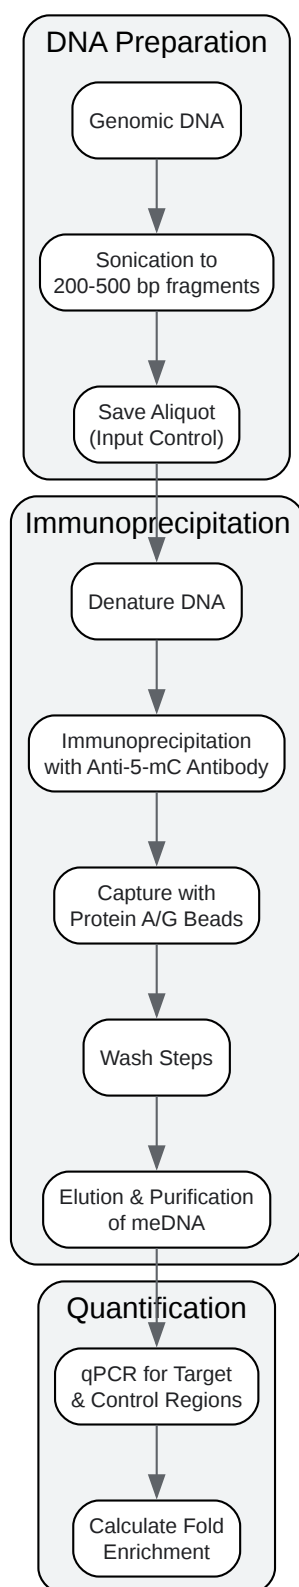 DNA Preparation
Genomic DNA
Sonication to
200-500 bp fragments
Save Aliquot
(Input Control)
Immunoprecipitation
Denature DNA
Immunoprecipitation
with Anti-5-mC Antibody
Capture with
Protein A/G Beads
Wash Steps
Elution & Purification
of meDNA
Quantification
qPCR for Target
& Control Regions
Calculate Fold
Enrichment